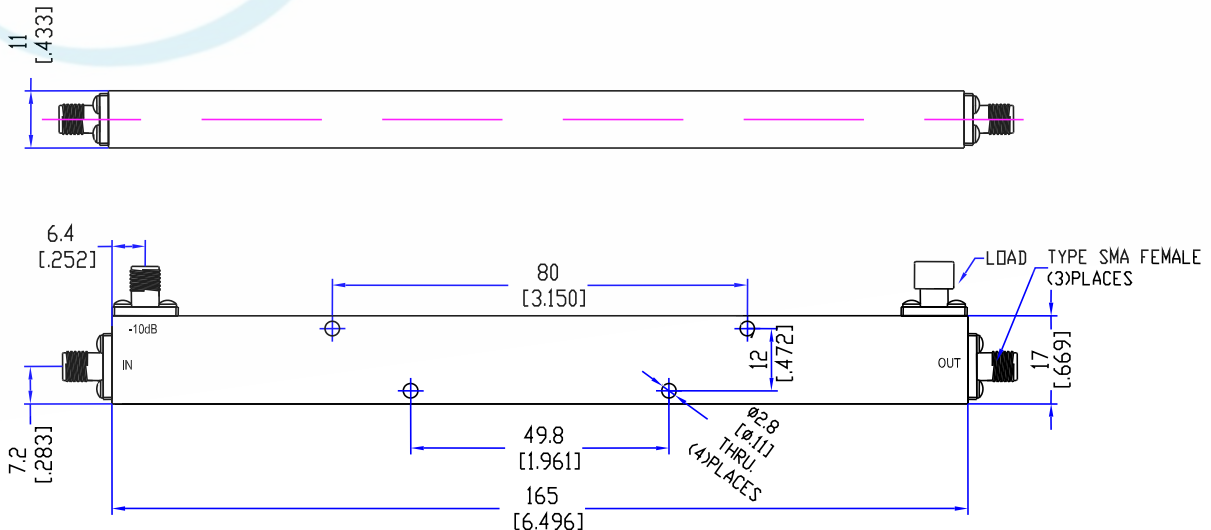 11
[.433]
6.4
[.252]
80
[3.150]
LOAD
TYPE SMA FEMALE
(3)PLACES
-10dB
IN
12
[.472]
OUT
17
[.669]
7.2
[.283]
49.8
[1.961]
ø2.8
[ø.11]
THRU.
(4)PLACES
165
[6.496]